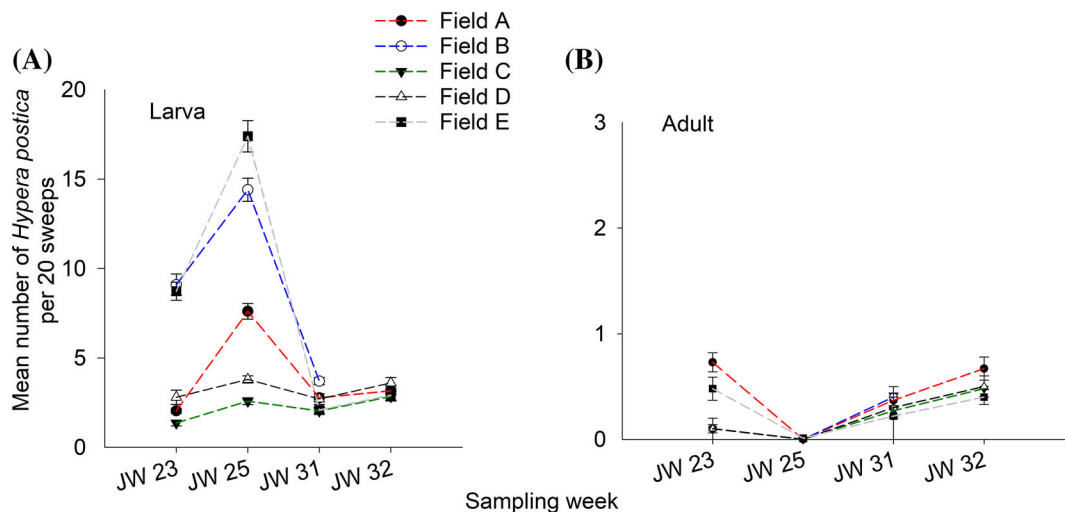 Field A
Field B
Field C
Field D
Field E
(A)
Larva
Mean number of Hypera postica
per 20 sweeps
20
15
10
5
0
JW 23
JW 25
JW 31
JW 32
(B)
Adult
3
2
1
0
JW 23
JW 25
JW 31
JW 32
Sampling week